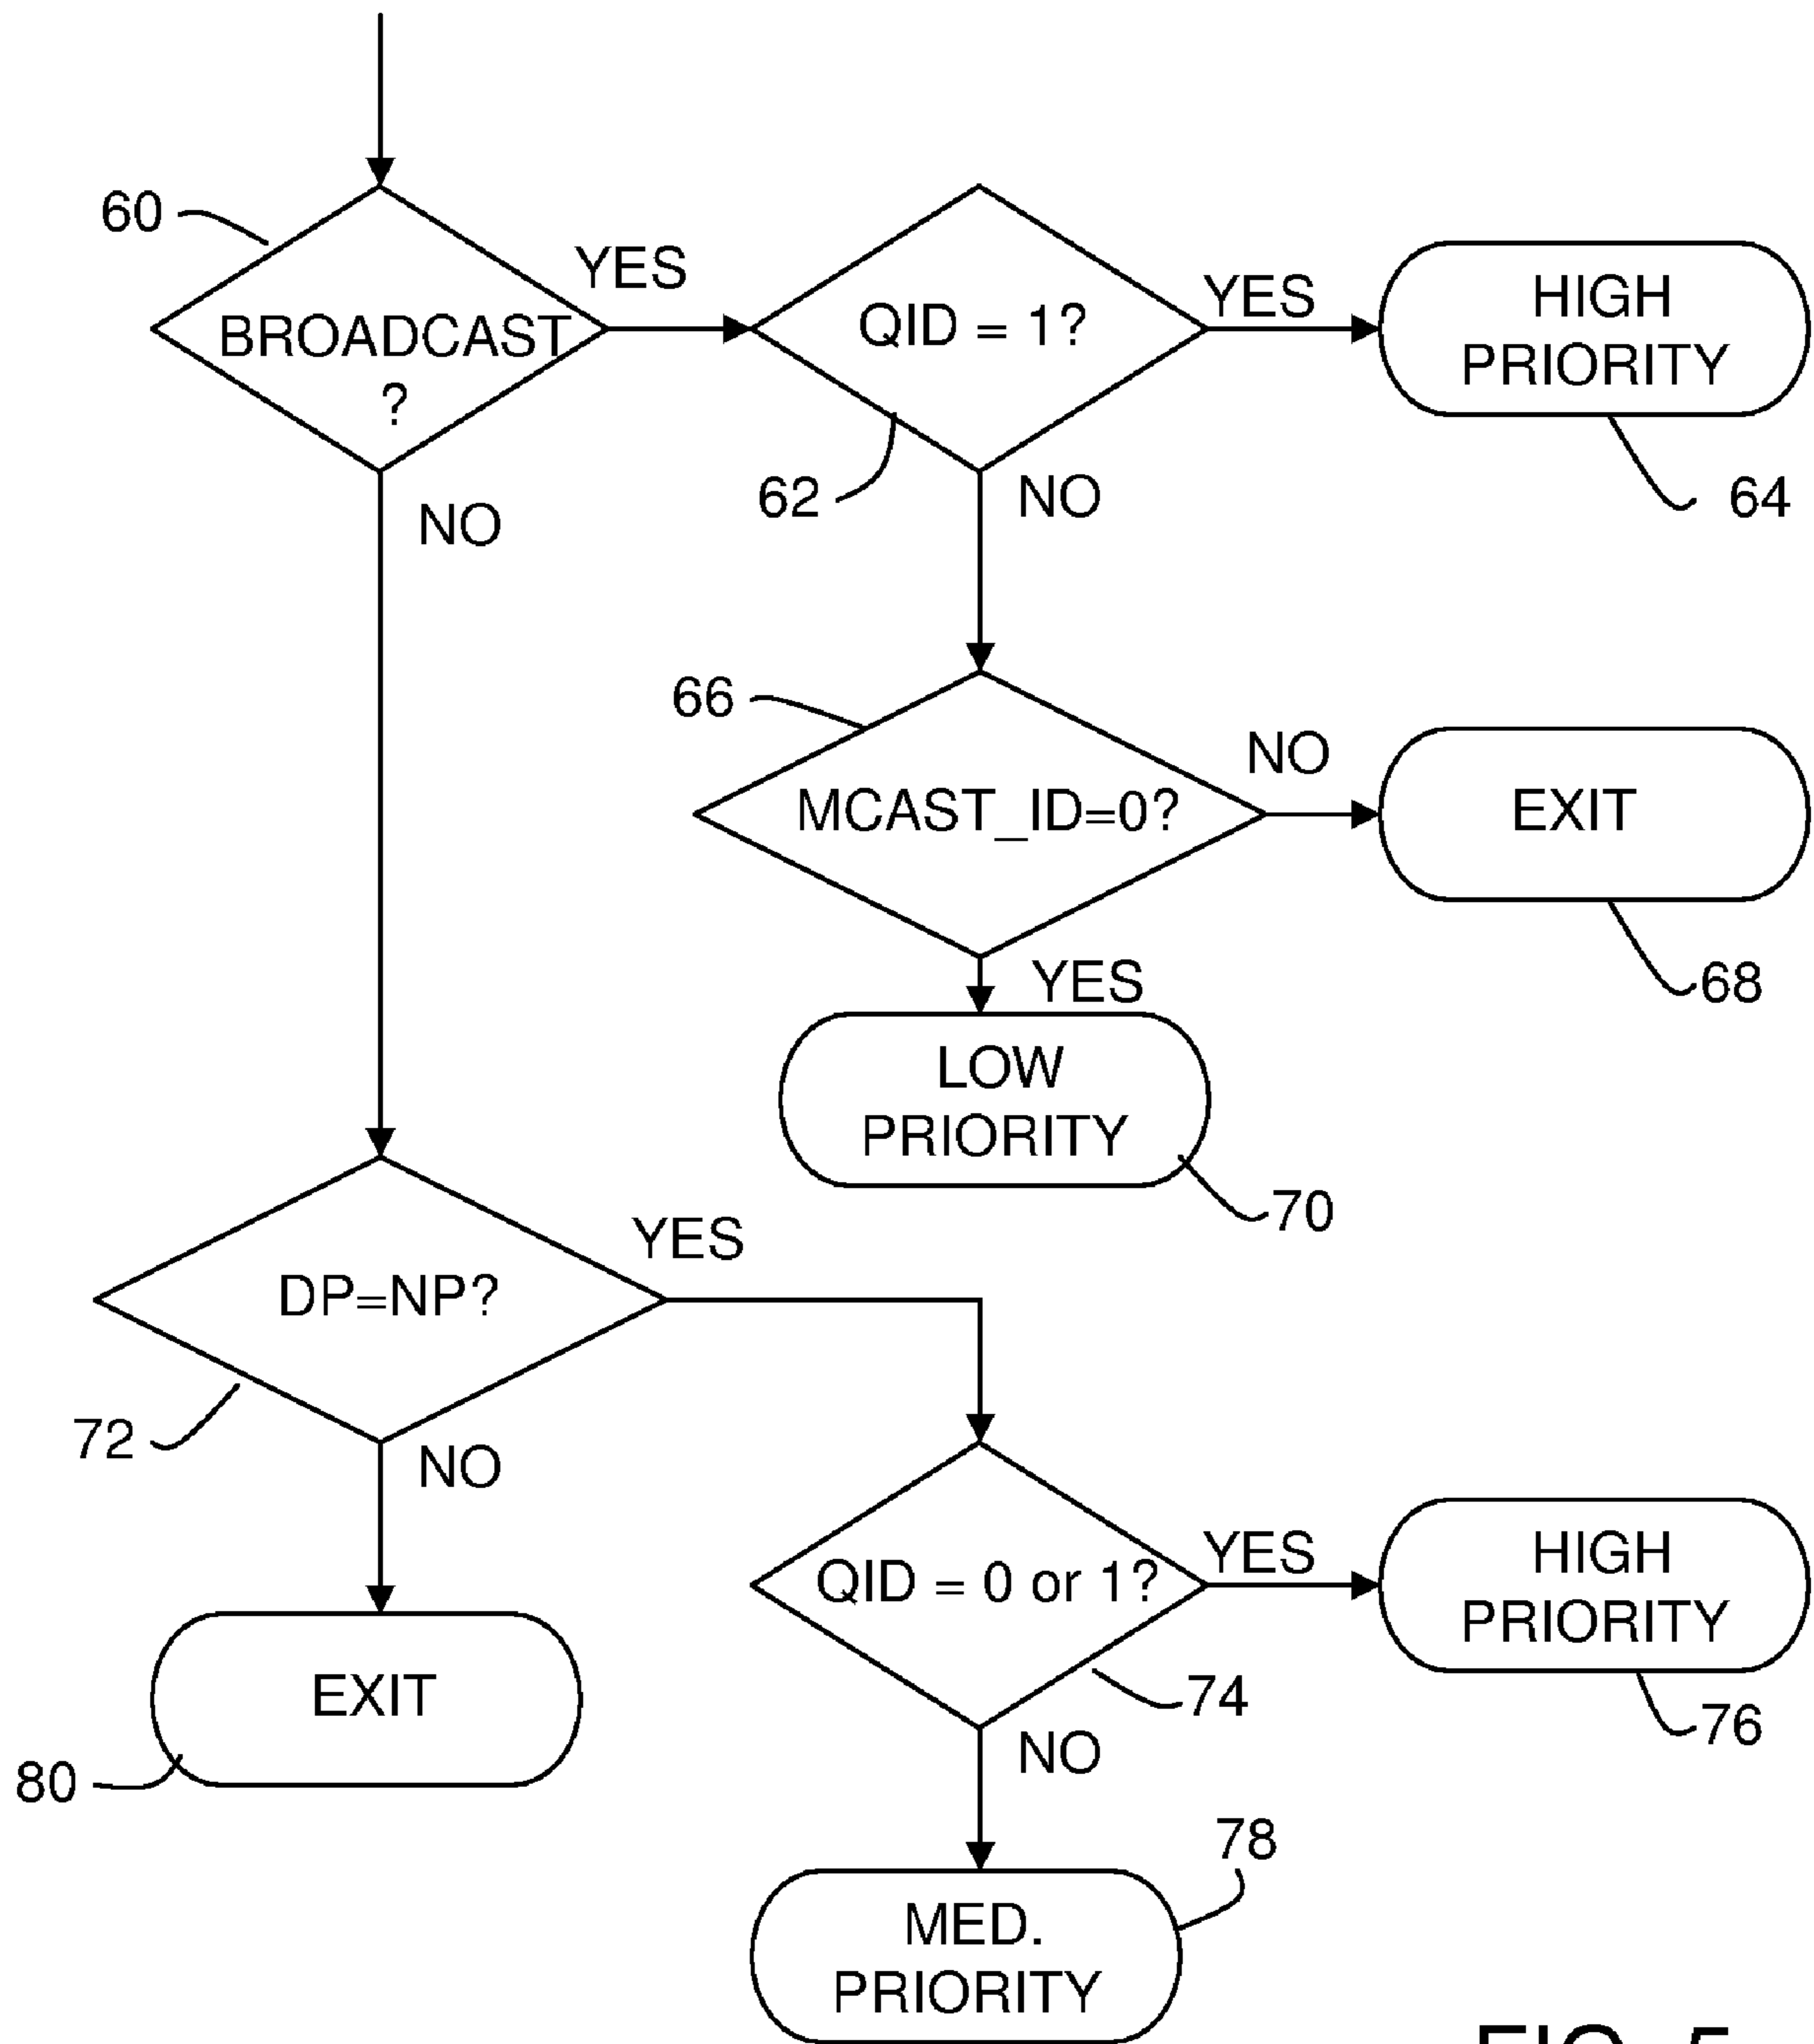 60
YES
BROADCAST
?
QID = 1?
YES
HIGH
PRIORITY
62
NO
64
NO
66
NO
MCAST_ID=0?
EXIT
YES
68
LOW
PRIORITY
70
YES
DP=NP?
72
NO
QID = 0 or 1?
YES
HIGH
PRIORITY
EXIT
74
76
80
NO
78
MED.
PRIORITY
FIG. 5